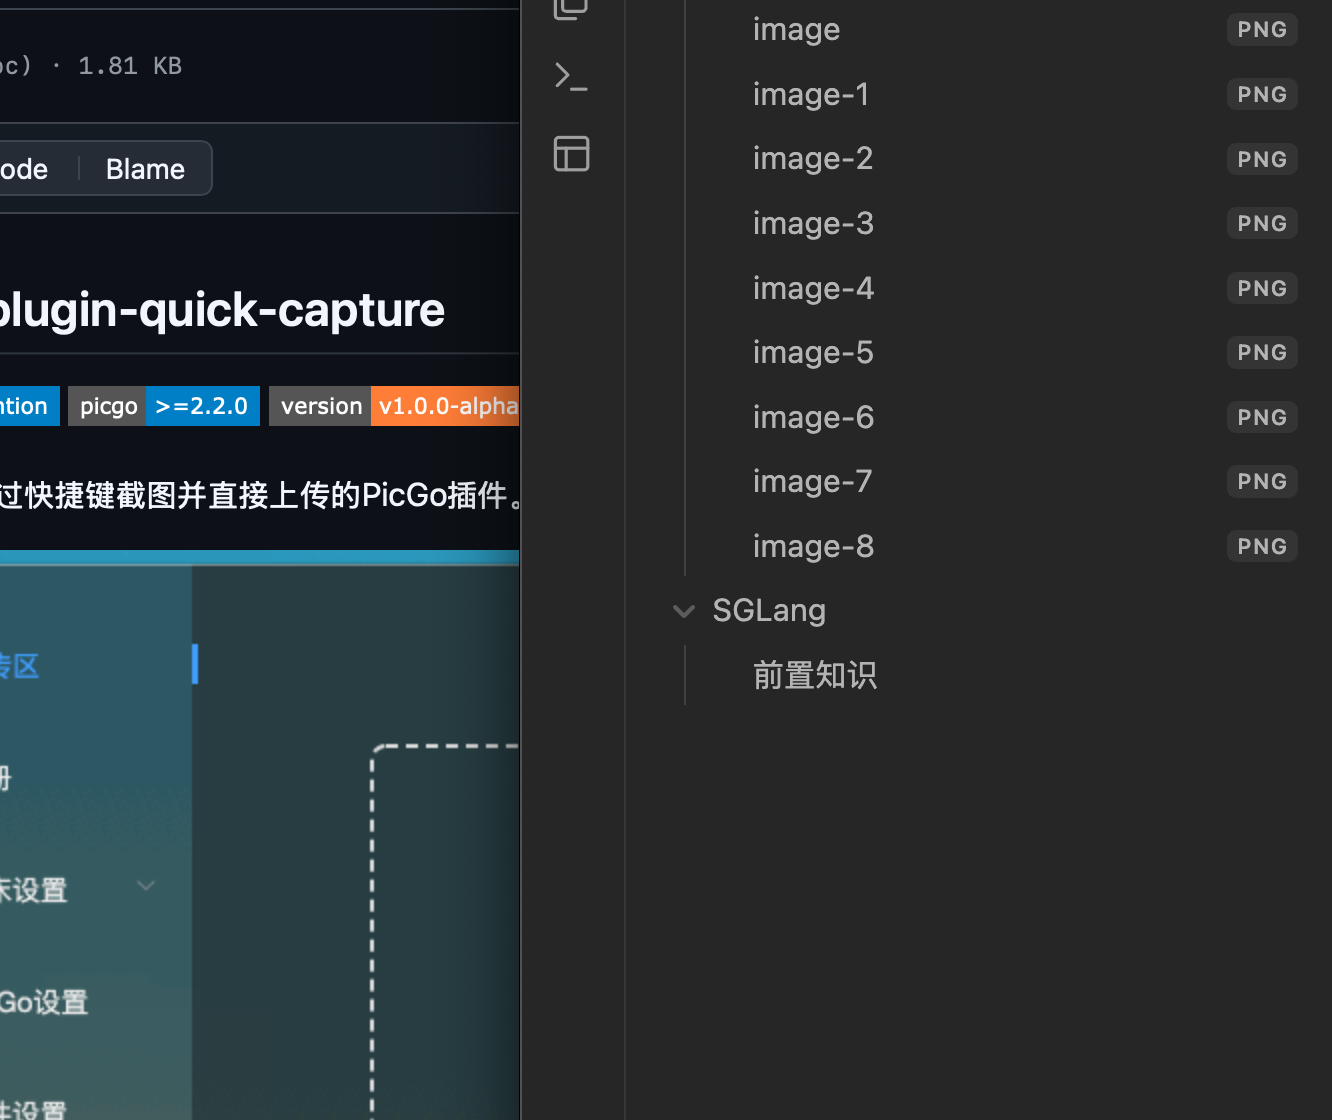 oc) · 1.81 KB
ode
Blame
plugin-quick-capture
ntion
picgo >=2.2.0
version v1.0.0-alpha
过快捷键截图并直接上传的PicGo插件。
传区
册
床设置
Go设置
件设置
image PNG
image-1 PNG
image-2 PNG
image-3 PNG
image-4 PNG
image-5 PNG
image-6 PNG
image-7 PNG
image-8 PNG
SGLang
前置知识